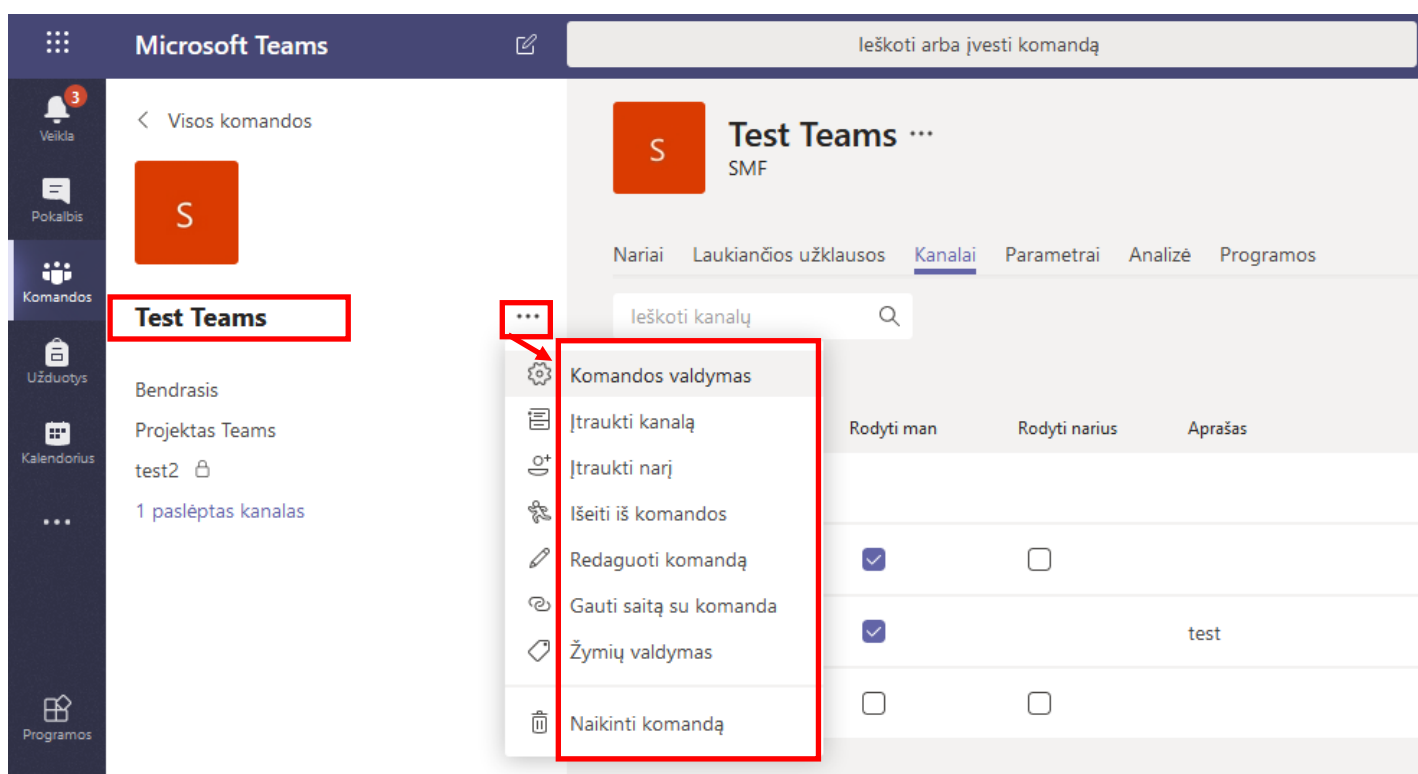 Microsoft Teams
Ieškoti arba įvesti komandą
3
Veikla
Pokalbis
Komandos
Užduotys
Kalendorius
Programos
Visos komandos
S
Test Teams
Bendrasis
Projektas Teams
test2
1 paslėptas kanalas
S
Test Teams
SMF
Nariai Laukiančios užklausos Kanalai Parametrai Analizė Programos
Ieškoti kanalų
Komandos valdymas
Įtraukti kanalą
Įtraukti narį
Išeiti iš komandos
Redaguoti komandą
Gauti saitą su komanda
Žymių valdymas
Naikinti komandą
Rodyti man Rodyti narius Aprašas
test